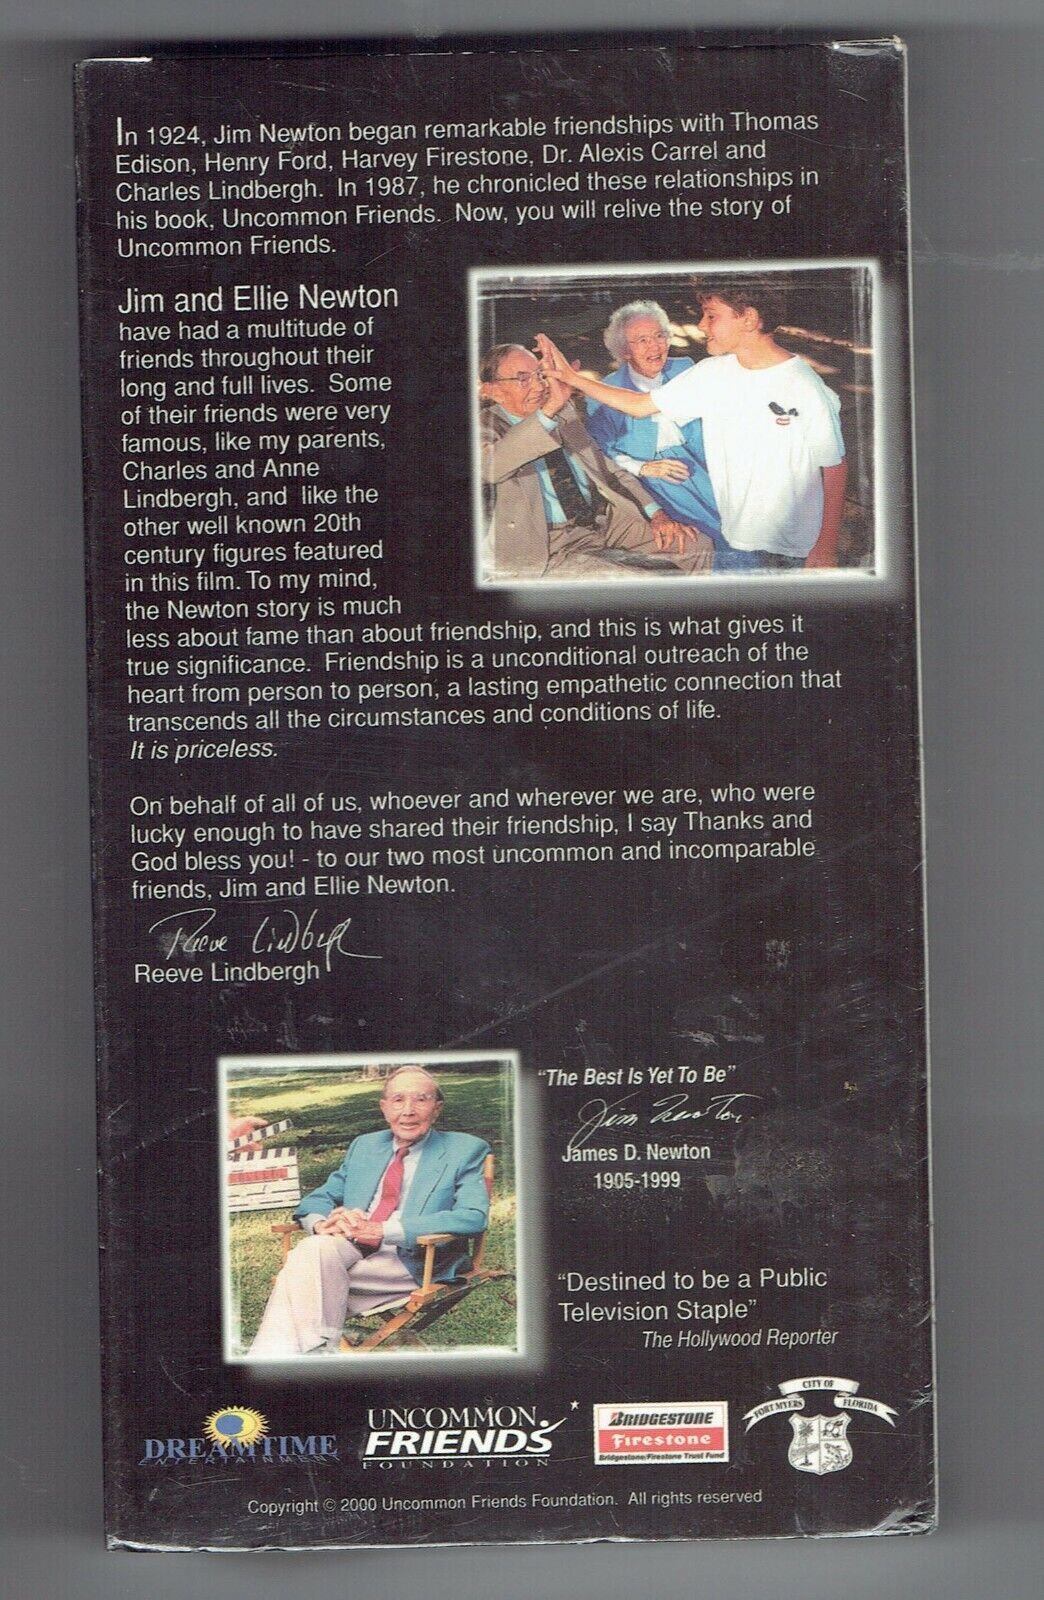 In 1924, Jim Newton began remarkable friendships with Thomas
Edison, Henry Ford, Harvey Firestone, Dr. Alexis Carrel and
Charles Lindbergh. In 1987, he chronicled these relationships in
his book, Uncommon Friends. Now, you will relive the story of
Uncommon Friends.
Jim and Ellie Newton
have had a multitude of
friends throughout their
long and full lives. Some
of their friends were very
famous, like my parents,
Charles and Anne
Lindbergh, and like the
other well known 20th
century figures featured
in this film. To my mind,
the Newton story is much
less about fame than about friendship, and this is what gives it
true significance. Friendship is a unconditional outreach of the
heart from person to person, a lasting empathetic connection that
transcends all the circumstances and conditions of life.
It is priceless.
On behalf of all of us, whoever and wherever we are, who were
lucky enough to have shared their friendship, I say Thanks and
God bless you! - to our two most uncommon and incomparable
friends, Jim and Ellie Newton.
Reeve Lindbergh
Reeve Lindbergh
"The Best Is Yet To Be"
Jim Newton
James D. Newton
1905-1999
"Destined to be a Public
Television Staple"
The Hollywood Reporter
DREAMTIME
ENTERTAINMENT
UNCOMMON
FRIENDS
FOUNDATION
BRIDGESTONE
Firestone
Bridgestone/Firestone Trust Fund
CITY OF
FORT MYERS FLORIDA
Copyright © 2000 Uncommon Friends Foundation. All rights reserved